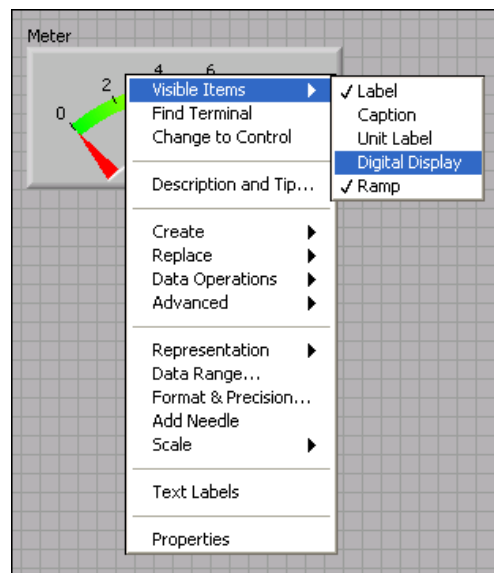 Meter
0
2
4
6
Visible Items
Find Terminal
Change to Control
Description and Tip...
Create
Replace
Data Operations
Advanced
Representation
Data Range...
Format & Precision...
Add Needle
Scale
Text Labels
Properties
Label
Caption
Unit Label
Digital Display
Ramp